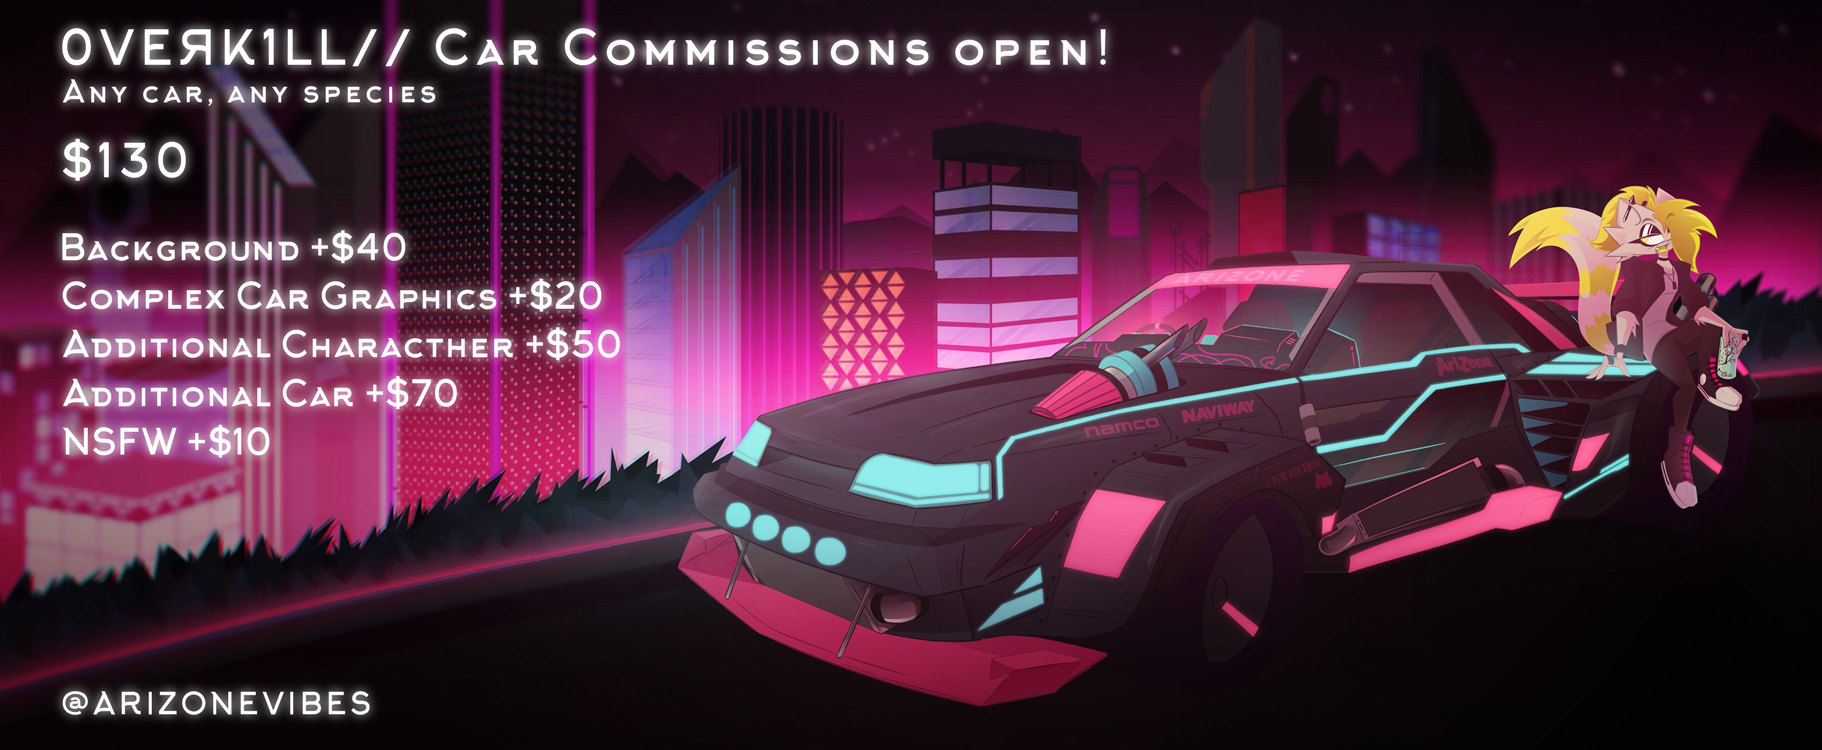 0VEЯK1LL// Car Commissions open!
Any car, any species
$130
Background +$40
Complex Car Graphics +$20
Additional Characther +$50
Additional Car +$70
NSFW +$10
@ARIZONEVIBES
ARIZONE
namco
NAVIWAY
AriZone